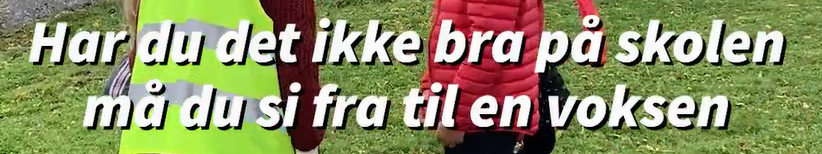 Har du det ikke bra på skolen
må du si fra til en voksen